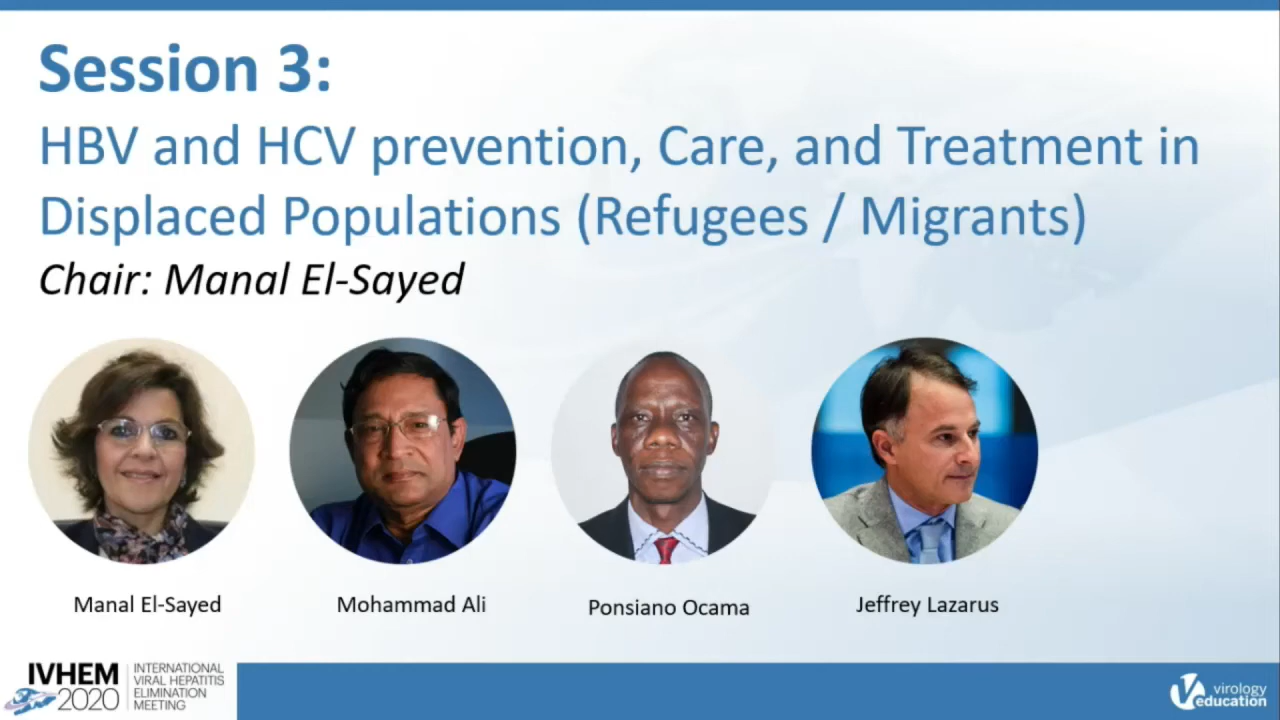 Session 3:
HBV and HCV prevention, Care, and Treatment in
Displaced Populations (Refugees / Migrants)
Chair: Manal El-Sayed
Manal El-Sayed
Mohammad Ali
Ponsiano Ocama
Jeffrey Lazarus
IVHEM
2020
INTERNATIONAL
VIRAL HEPATITIS
ELIMINATION
MEETING
virology
education